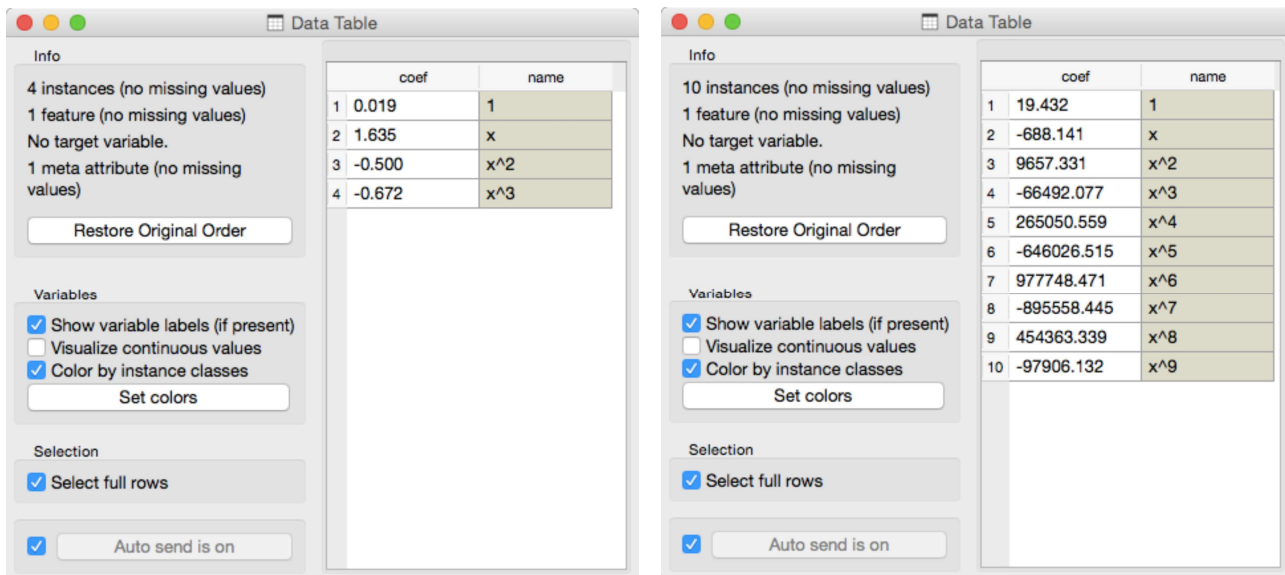 Data Table
Info
4 instances (no missing values)
1 feature (no missing values)
No target variable.
1 meta attribute (no missing
values)
Restore Original Order
Variables
Show variable labels (if present)
Visualize continuous values
Color by instance classes
Set colors
Selection
Select full rows
Auto send is on
coef name
1 0.019 1
2 1.635 x
3 -0.500 x^2
4 -0.672 x^3
Data Table
Info
10 instances (no missing values)
1 feature (no missing values)
No target variable.
1 meta attribute (no missing
values)
Restore Original Order
Variables
Show variable labels (if present)
Visualize continuous values
Color by instance classes
Set colors
Selection
Select full rows
Auto send is on
coef name
1 19.432 1
2 -688.141 x
3 9657.331 x^2
4 -66492.077 x^3
5 265050.559 x^4
6 -646026.515 x^5
7 977748.471 x^6
8 -895558.445 x^7
9 454363.339 x^8
10 -97906.132 x^9